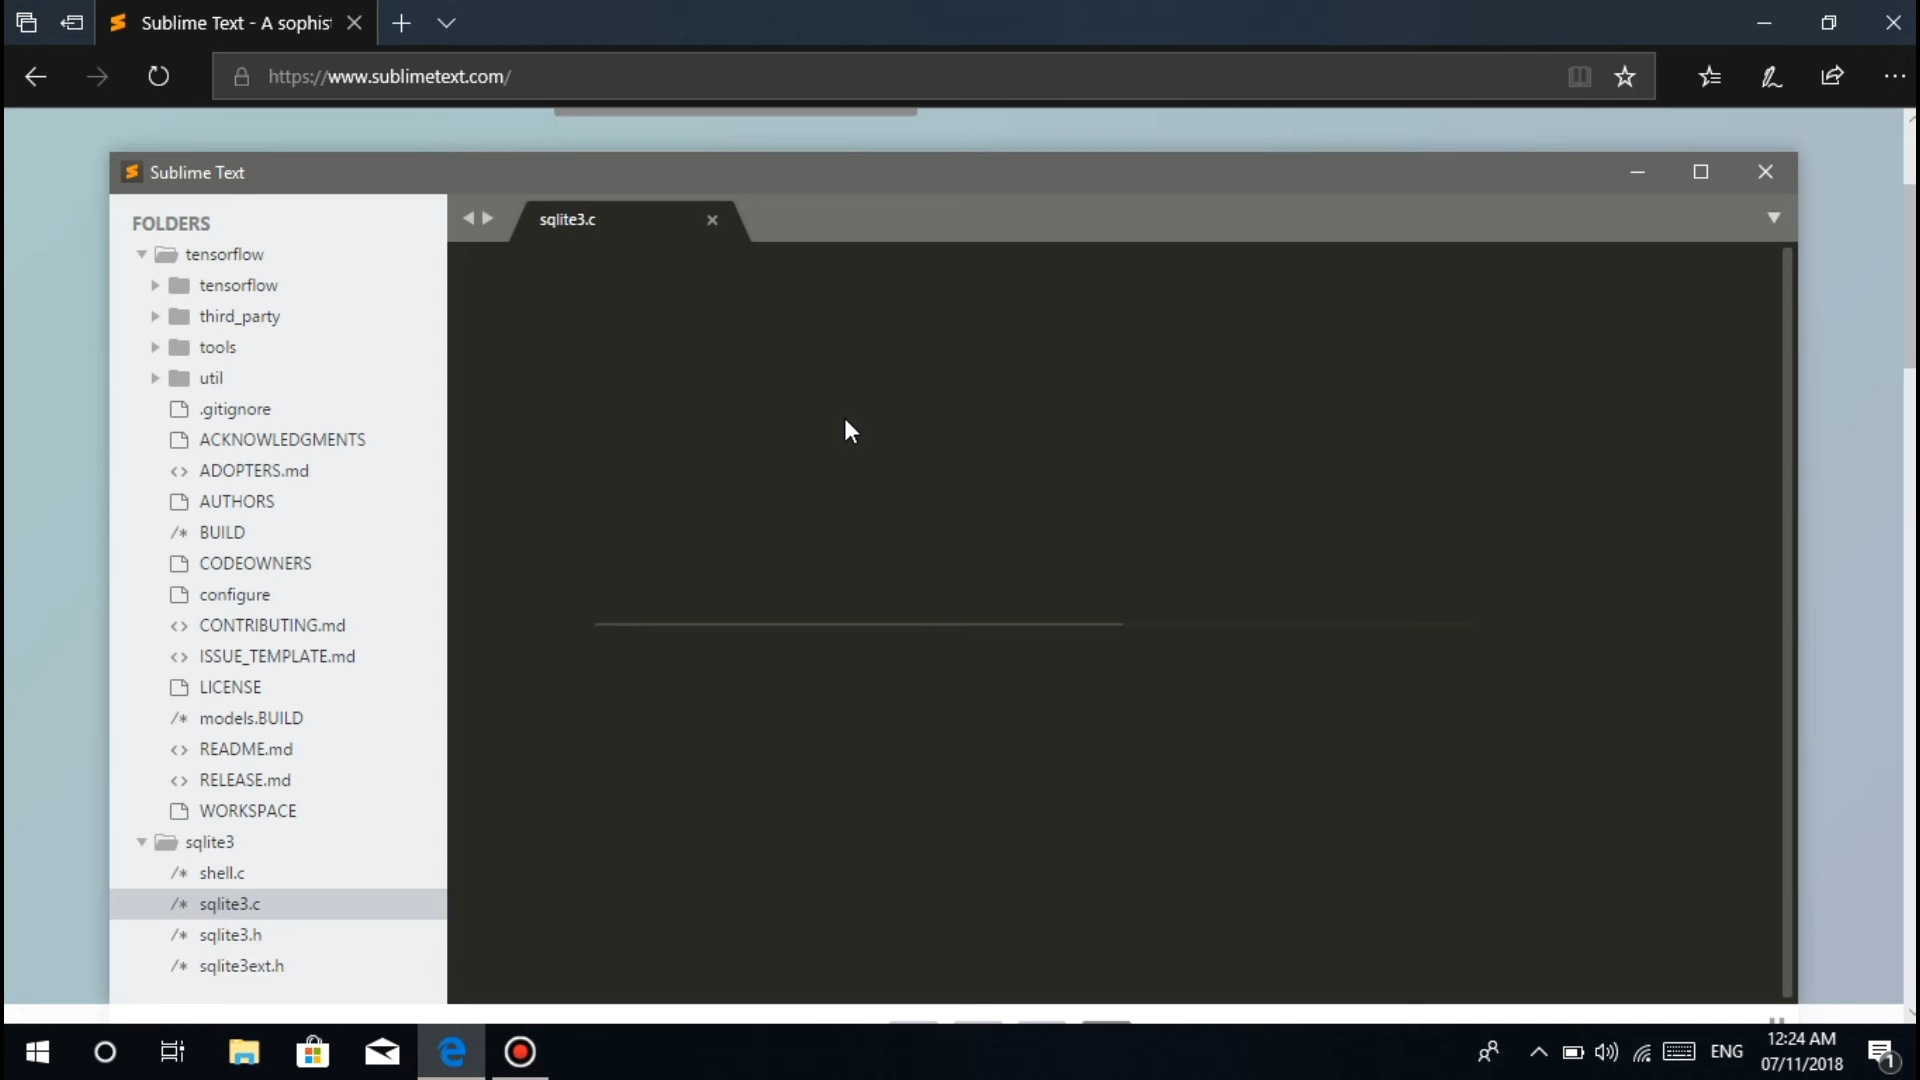 Sublime Text - A sophis
https://www.sublimetext.com/
Sublime Text
FOLDERS
sqlite3.c
tensorflow
tensorflow
third_party
tools
util
.gitignore
ACKNOWLEDGMENTS
<> ADOPTERS.md
AUTHORS
/* BUILD
CODEOWNERS
configure
<> CONTRIBUTING.md
<> ISSUE_TEMPLATE.md
LICENSE
/* models.BUILD
<> README.md
<> RELEASE.md
WORKSPACE
sqlite3
/* shell.c
/* sqlite3.c
/* sqlite3.h
/* sqlite3ext.h
ENG
12:24 AM
07/11/2018
1